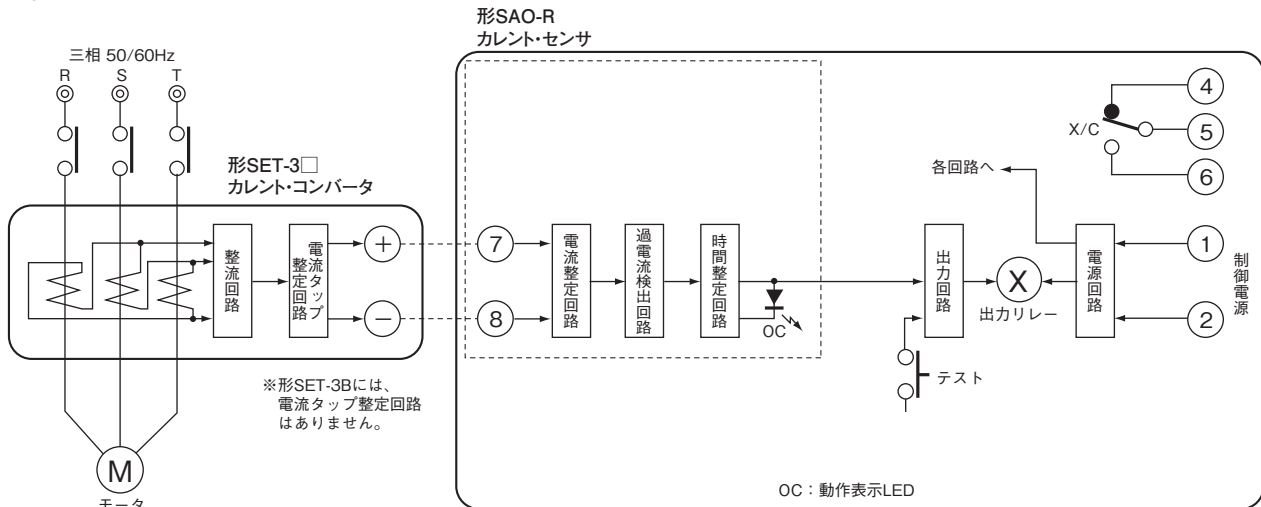 形SAO-R
カレント・センサ
三相 50/60Hz
R
S
T
形SET-3□
カレント・コンバータ
整流回路
電流タップ
整定回路
+
−
※形SET-3Bには、
電流タップ整定回路
はありません。
M
モータ
7
8
電流整定回路
過電流検出回路
時間整定回路
OC
出力回路
テスト
X
出力リレー
各回路へ
電源回路
X/C
4
5
6
1
2
制御電源
OC：動作表示LED